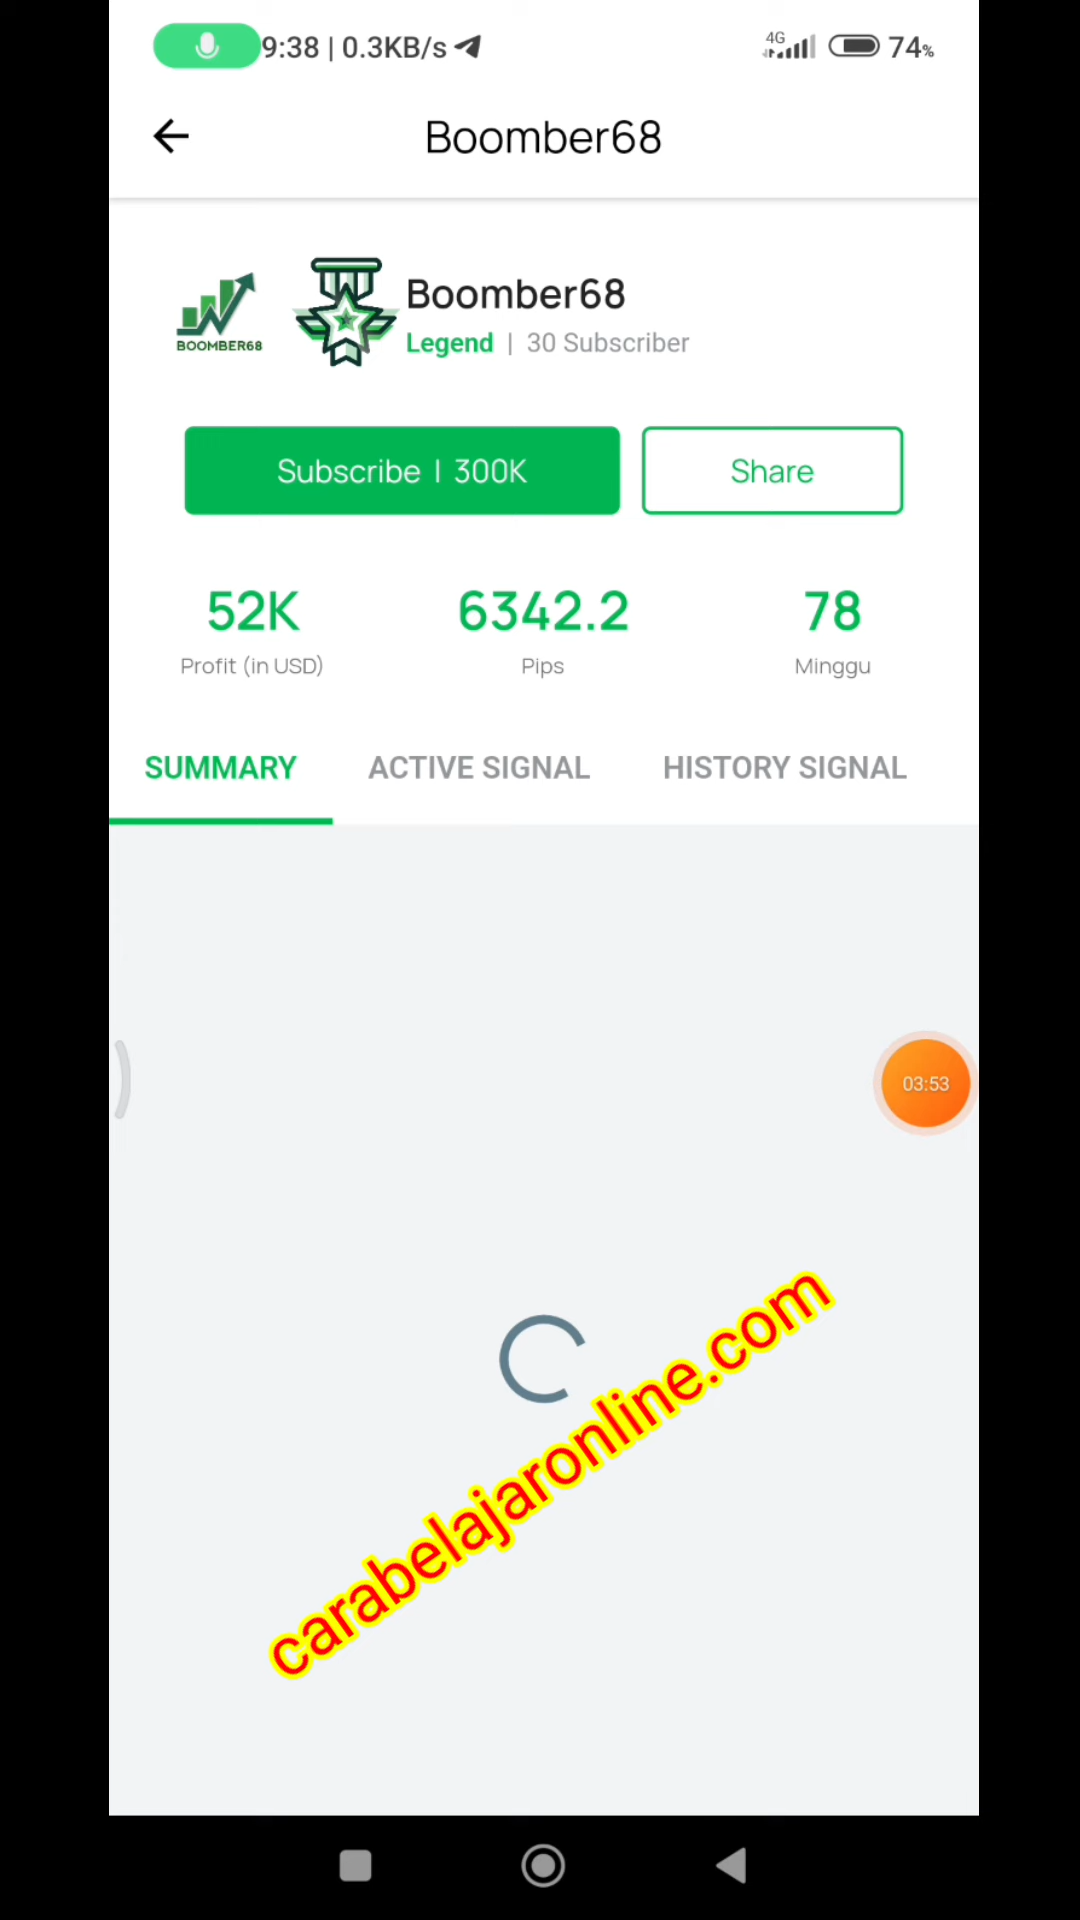 9:38 | 0.3KB/s
4G
74%
Boomber68
BOOMBER68
Boomber68
Legend | 30 Subscriber
Subscribe | 300K
Share
52K
6342.2
78
Profit (in USD)
Pips
Minggu
SUMMARY
ACTIVE SIGNAL
HISTORY SIGNAL
03:53
carabelajaronline.com